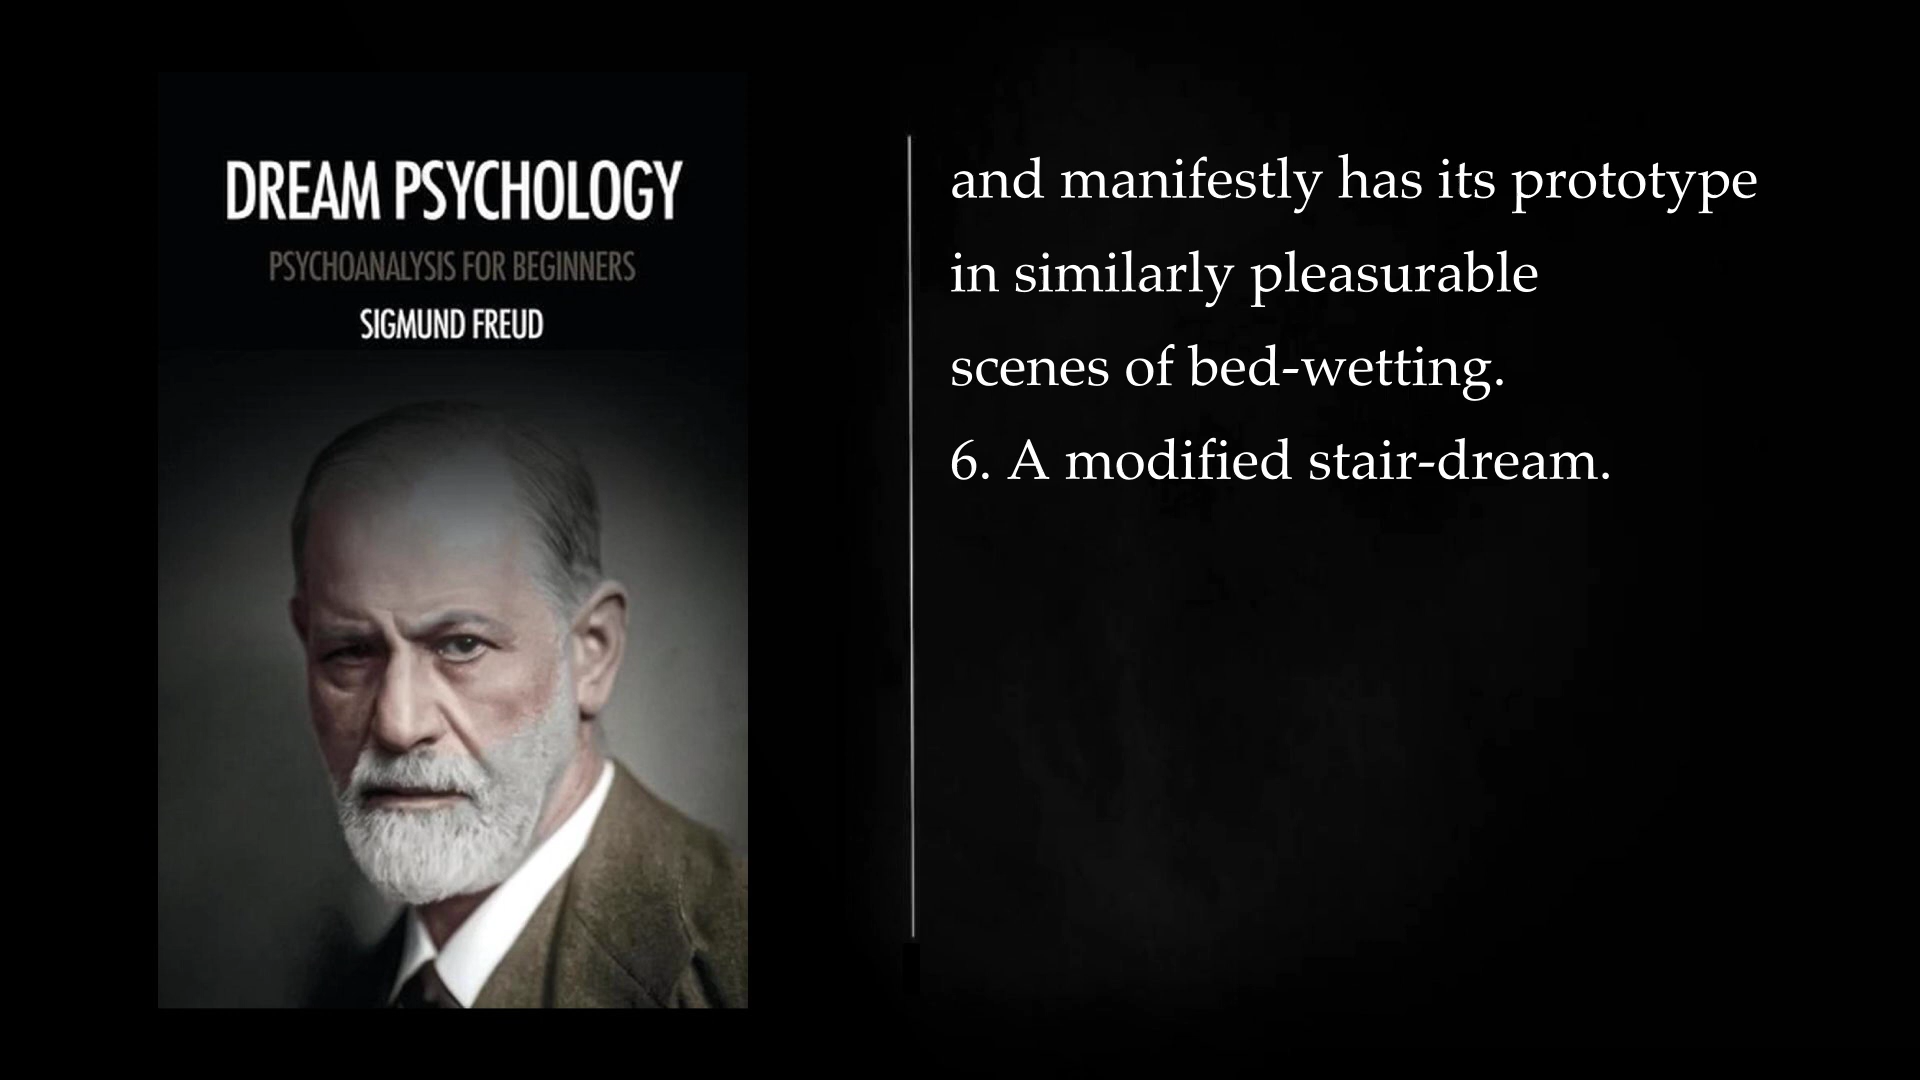 DREAM PSYCHOLOGY
PSYCHOANALYSIS FOR BEGINNERS
SIGMUND FREUD
and manifestly has its prototype
in similarly pleasurable
scenes of bed-wetting.
6. A modified stair-dream.